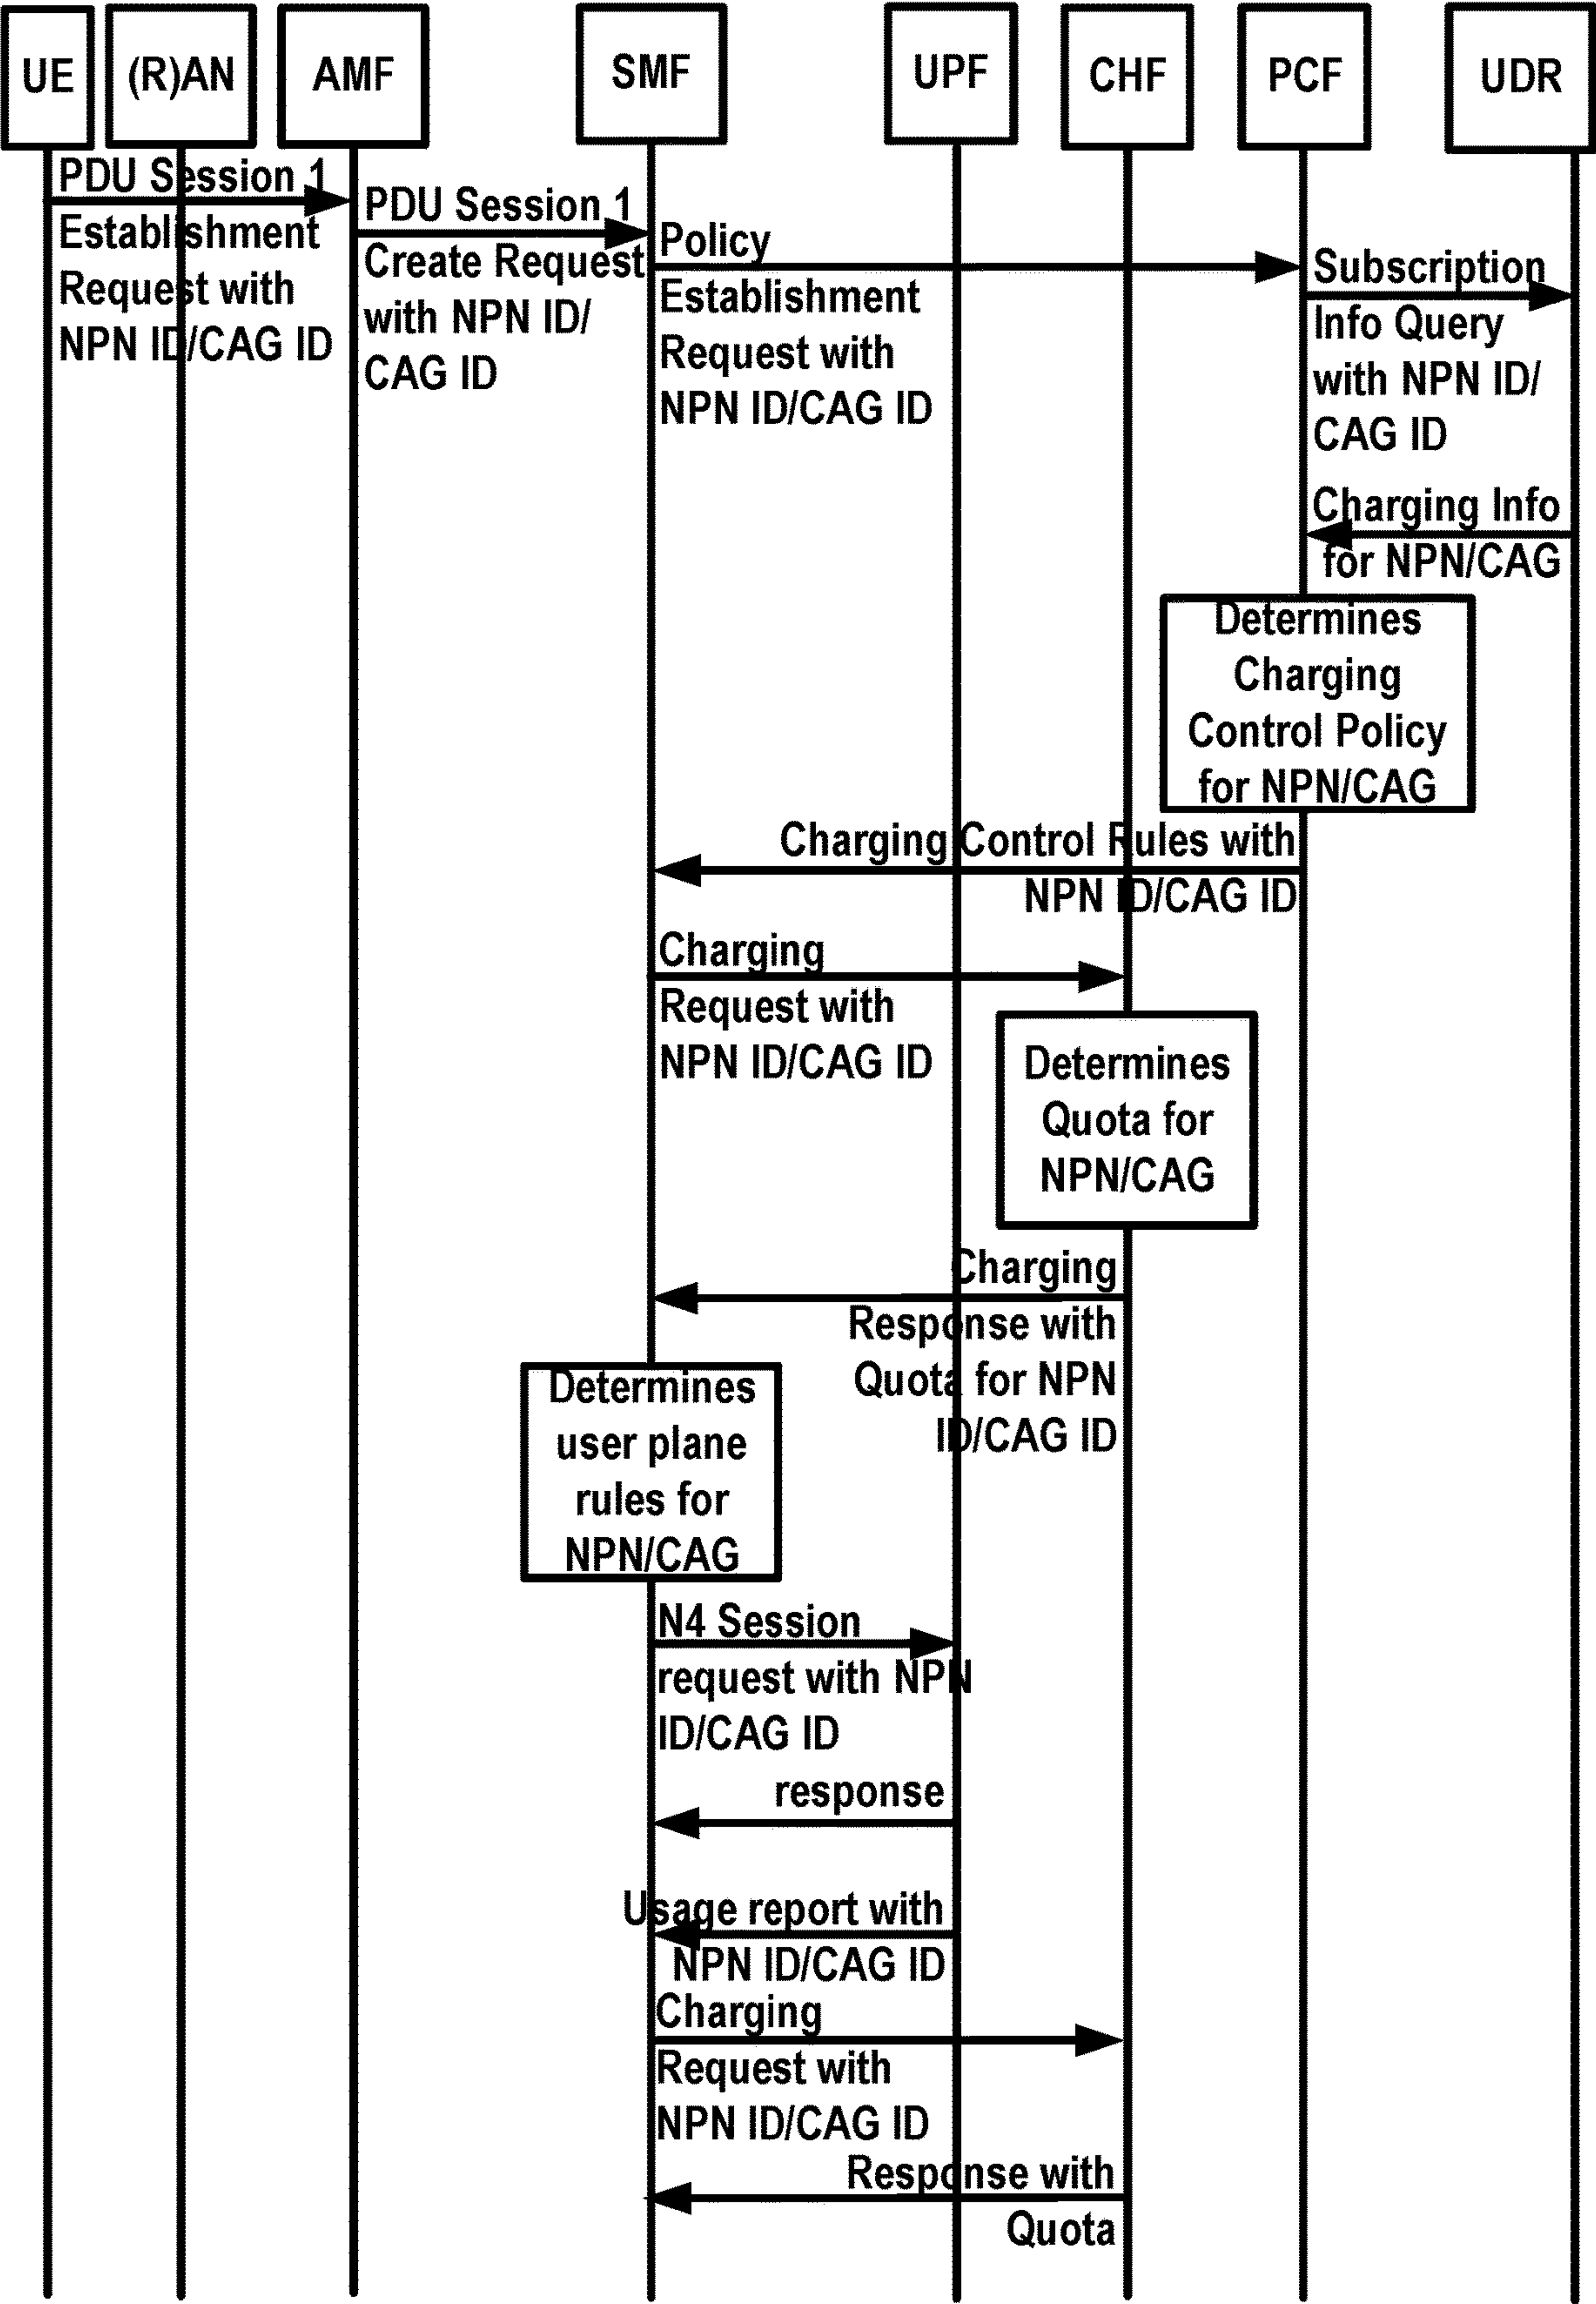 UE
(R)AN
AMF
SMF
UPF
CHF
PCF
UDR
PDU Session 1
Establishment
Request with
NPN ID/CAG ID
PDU Session 1
Create Request
with NPN ID/
CAG ID
Policy
Establishment
Request with
NPN ID/CAG ID
Subscription
Info Query
with NPN ID/
CAG ID
Charging Info
for NPN/CAG
Determines
Charging
Control Policy
for NPN/CAG
Charging Control Rules with
NPN ID/CAG ID
Charging
Request with
NPN ID/CAG ID
Determines
Quota for
NPN/CAG
Charging
Response with
Quota for NPN
ID/CAG ID
Determines
user plane
rules for
NPN/CAG
N4 Session
request with NPN
ID/CAG ID
response
Usage report with
NPN ID/CAG ID
Charging
Request with
NPN ID/CAG ID
Response with
Quota